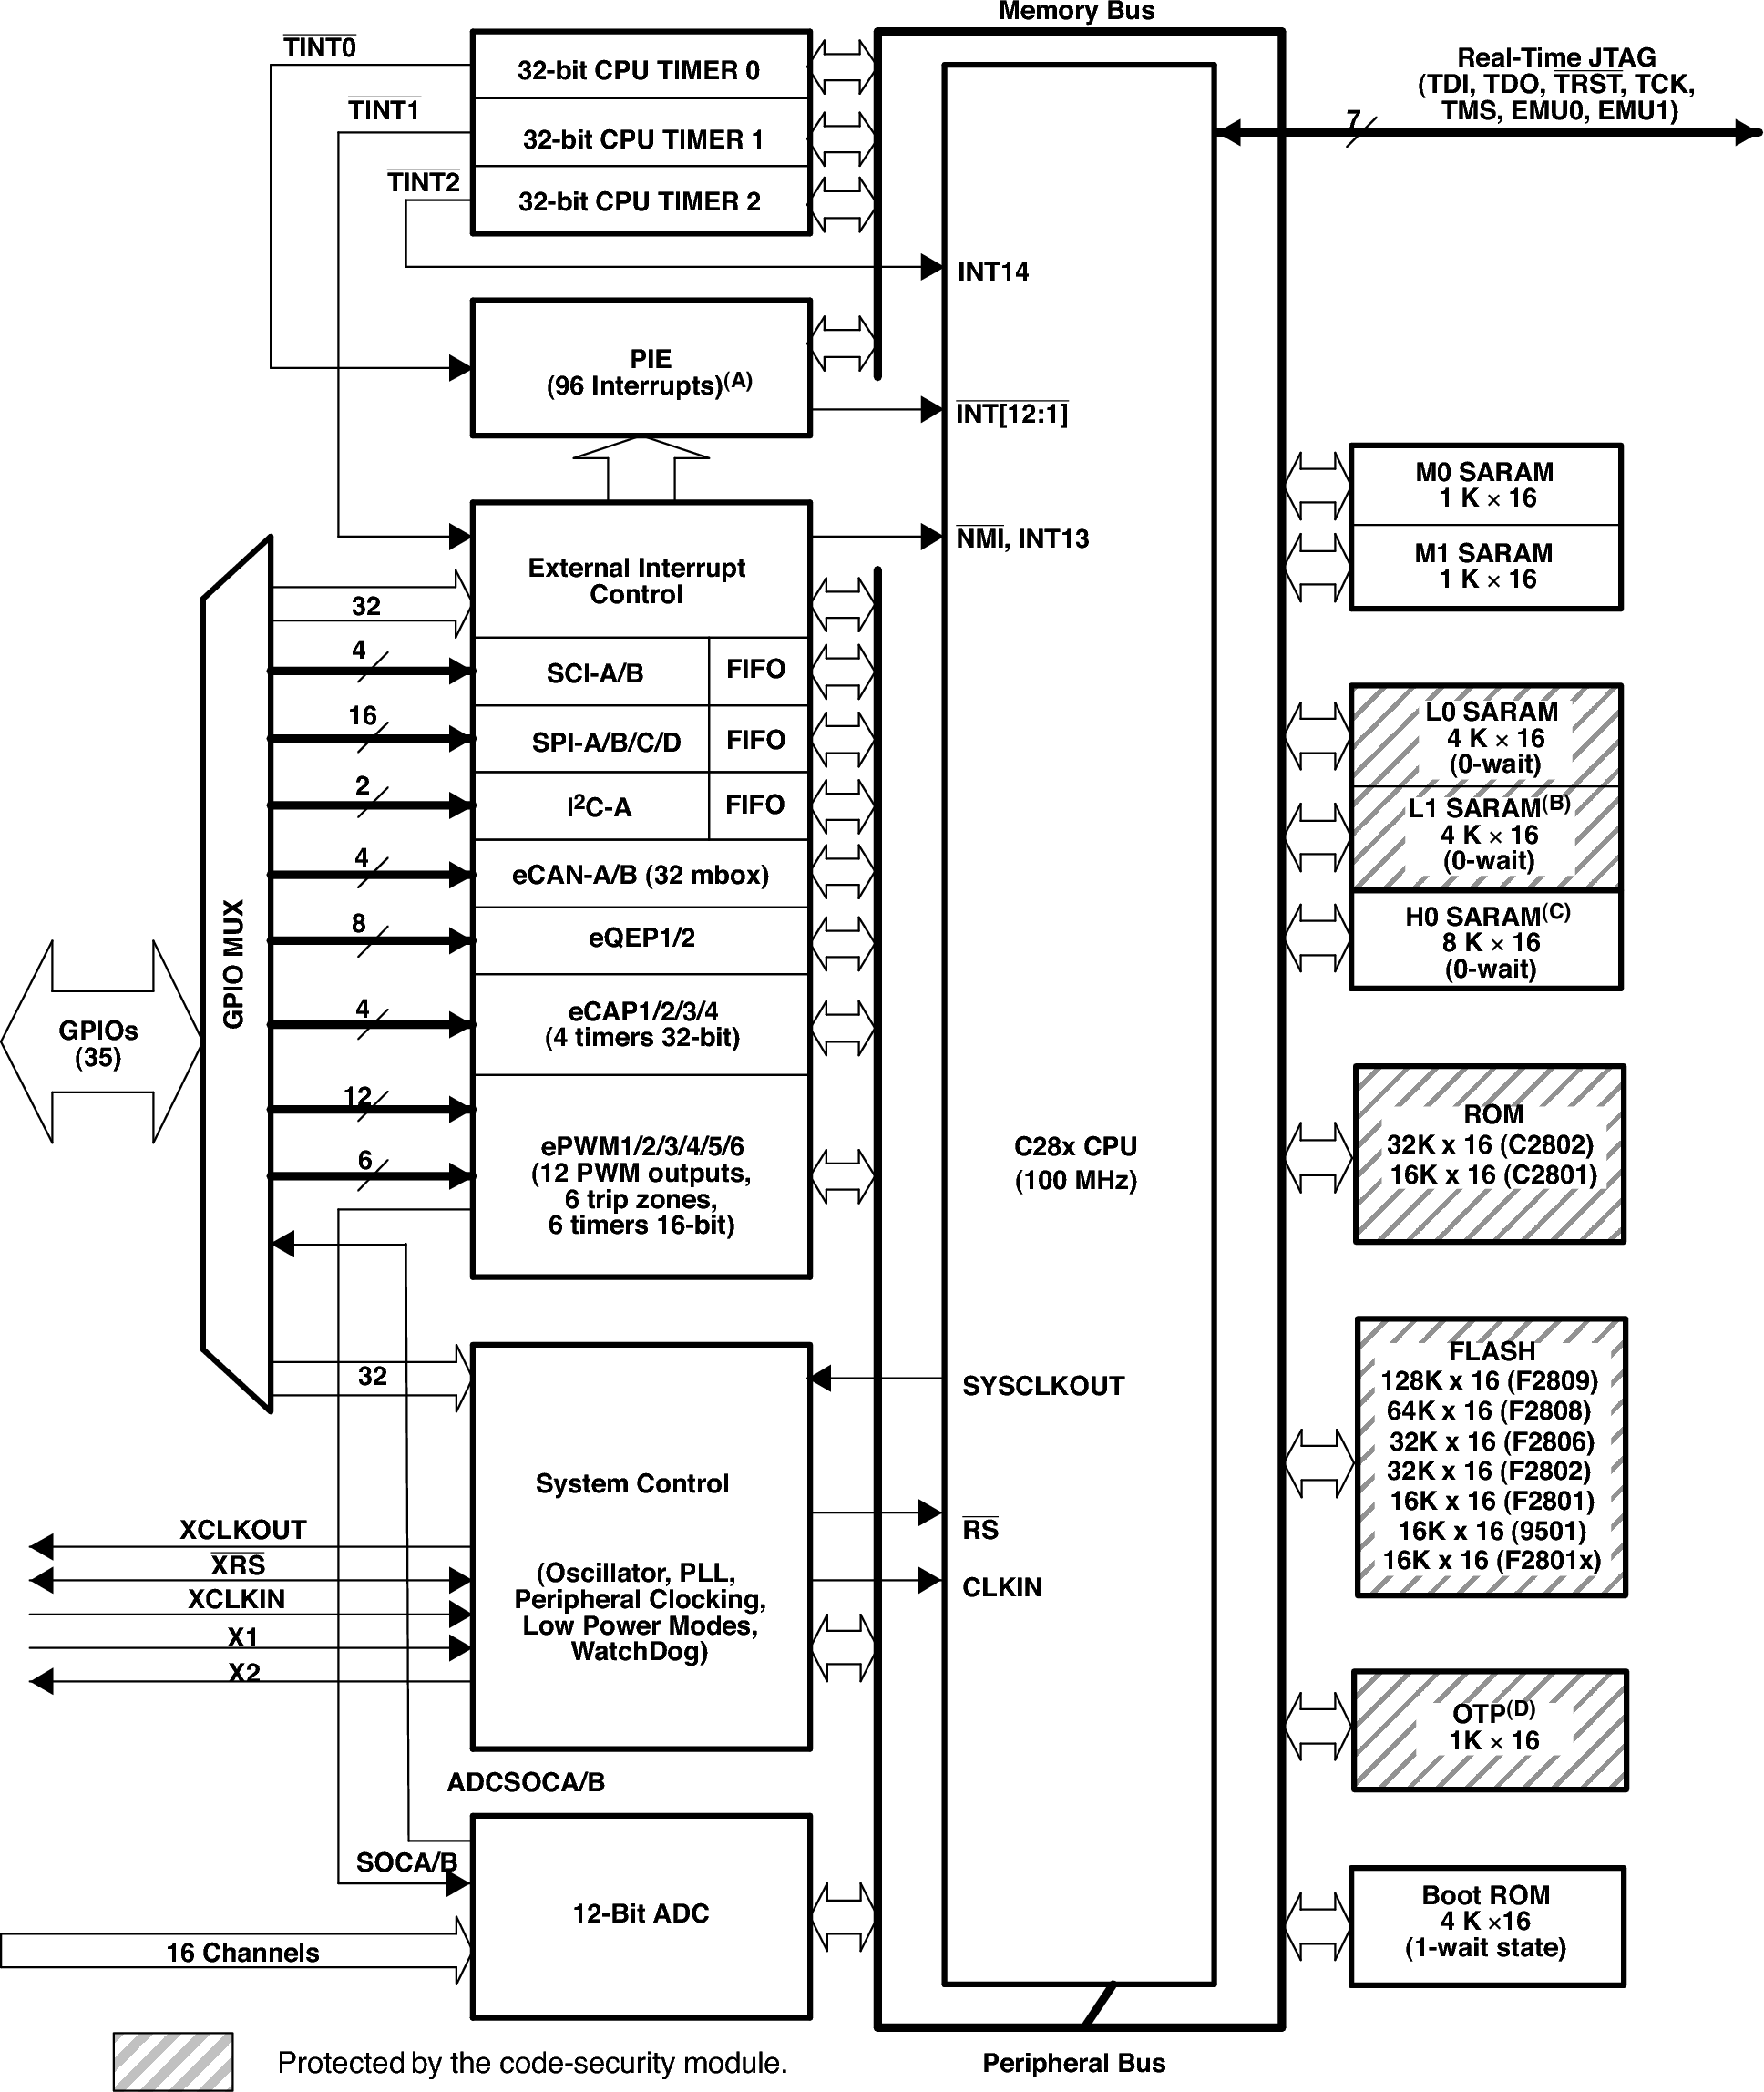 Memory Bus
TINT0
32-bit CPU TIMER 0
TINT1
32-bit CPU TIMER 1
TINT2
32-bit CPU TIMER 2
Real-Time JTAG
(TDI, TDO, TRST, TCK,
TMS, EMU0, EMU1)
7
INT14
PIE
(96 Interrupts)(A)
INT[12:1]
External Interrupt
Control
NMI, INT13
32
4
SCI-A/B
FIFO
16
SPI-A/B/C/D
FIFO
2
I2C-A
FIFO
4
eCAN-A/B (32 mbox)
8
eQEP1/2
4
eCAP1/2/3/4
(4 timers 32-bit)
12
6
ePWM1/2/3/4/5/6
(12 PWM outputs,
6 trip zones,
6 timers 16-bit)
GPIO MUX
GPIOs
(35)
C28x CPU
(100 MHz)
M0 SARAM
1 K × 16
M1 SARAM
1 K × 16
L0 SARAM
4 K × 16
(0-wait)
L1 SARAM(B)
4 K × 16
(0-wait)
H0 SARAM(C)
8 K × 16
(0-wait)
ROM
32K x 16 (C2802)
16K x 16 (C2801)
FLASH
128K x 16 (F2809)
64K x 16 (F2808)
32K x 16 (F2806)
32K x 16 (F2802)
16K x 16 (F2801)
16K x 16 (9501)
16K x 16 (F2801x)
OTP(D)
1K × 16
Boot ROM
4 K ×16
(1-wait state)
32
System Control
(Oscillator, PLL,
Peripheral Clocking,
Low Power Modes,
WatchDog)
SYSCLKOUT
RS
CLKIN
XCLKOUT
XRS
XCLKIN
X1
X2
ADCSOCA/B
SOCA/B
12-Bit ADC
16 Channels
Protected by the code-security module.
Peripheral Bus